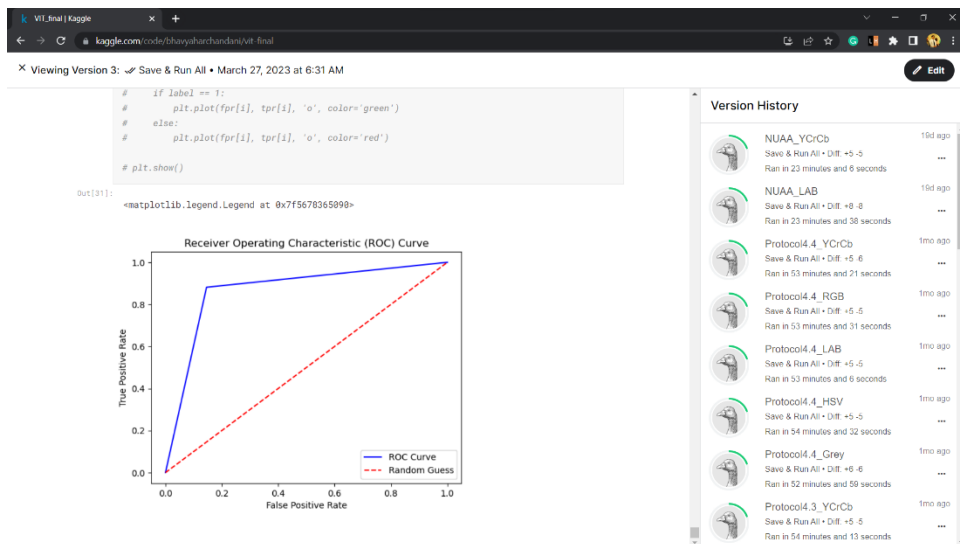 VIT_final | Kaggle
kaggle.com/code/bhavyaharchandani/vit-final
Viewing Version 3: Save & Run All • March 27, 2023 at 6:31 AM
Edit
# if label == 1:
# plt.plot(fpr[i], tpr[i], 'o', color='green')
# else:
# plt.plot(fpr[i], tpr[i], 'o', color='red')
# plt.show()
Out[31]:
<matplotlib.legend.Legend at 0x7f5678365090>
Receiver Operating Characteristic (ROC) Curve
1.0
0.8
0.6
0.4
0.2
0.0
True Positive Rate
ROC Curve
Random Guess
0.0 0.2 0.4 0.6 0.8 1.0
False Positive Rate
Version History
NUAA_YCrCb 19d ago
Save & Run All • Diff: +5 -5
Ran in 23 minutes and 6 seconds
NUAA_LAB 19d ago
Save & Run All • Diff: +8 -8
Ran in 23 minutes and 38 seconds
Protocol4.4_YCrCb 1mo ago
Save & Run All • Diff: +5 -6
Ran in 53 minutes and 21 seconds
Protocol4.4_RGB 1mo ago
Save & Run All • Diff: +5 -5
Ran in 53 minutes and 31 seconds
Protocol4.4_LAB 1mo ago
Save & Run All • Diff: +5 -5
Ran in 53 minutes and 6 seconds
Protocol4.4_HSV 1mo ago
Save & Run All • Diff: +5 -5
Ran in 54 minutes and 32 seconds
Protocol4.4_Grey 1mo ago
Save & Run All • Diff: +6 -6
Ran in 52 minutes and 59 seconds
Protocol4.3_YCrCb 1mo ago
Save & Run All • Diff: +5 -5
Ran in 54 minutes and 13 seconds